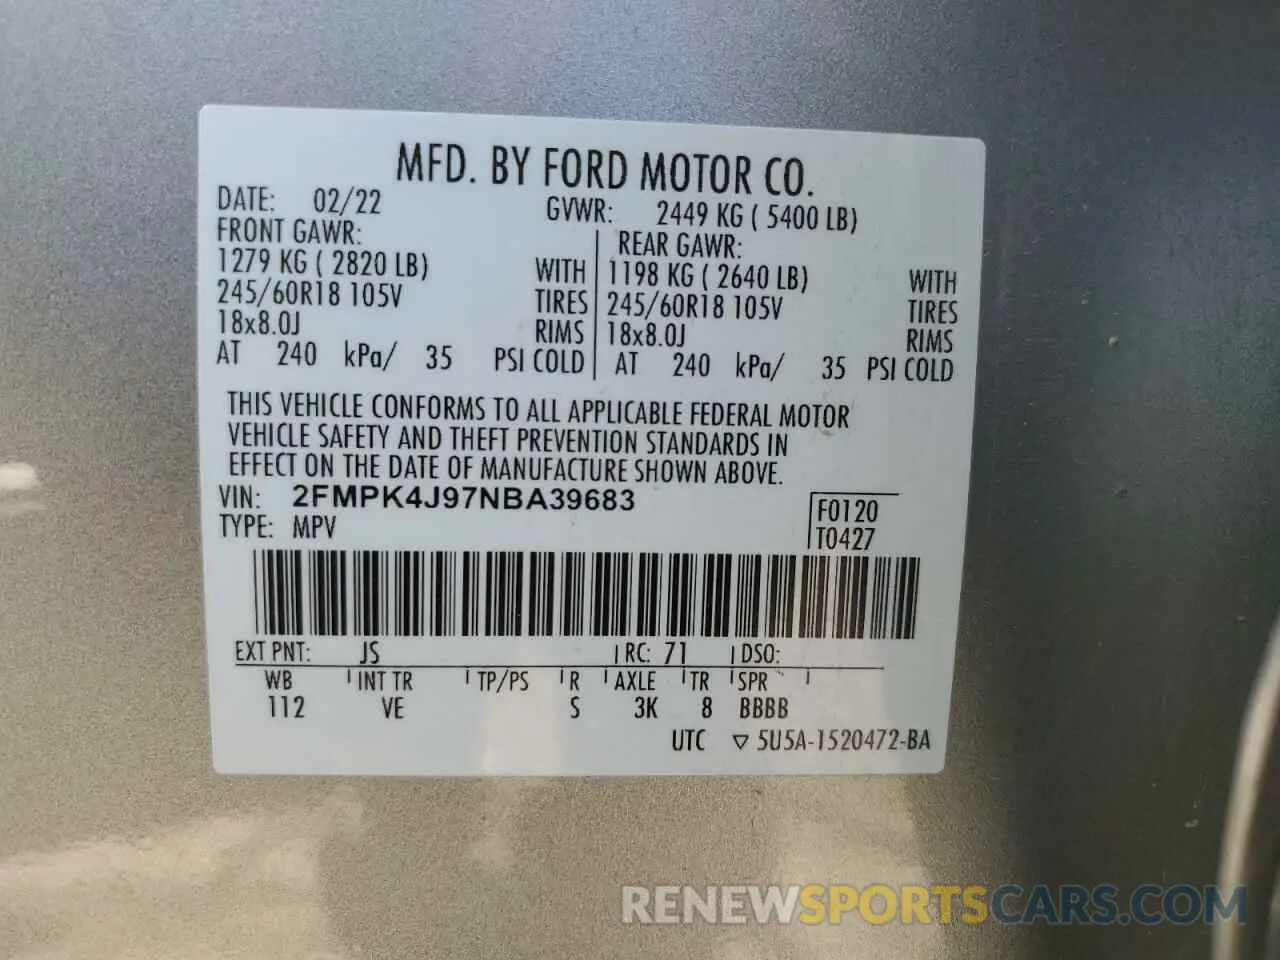 MFD. BY FORD MOTOR CO.
DATE: 02/22 GVWR: 2449 KG ( 5400 LB)
FRONT GAWR: REAR GAWR:
1279 KG ( 2820 LB) WITH 1198 KG ( 2640 LB) WITH
245/60R18 105V TIRES 245/60R18 105V TIRES
18x8.0J RIMS 18x8.0J RIMS
AT 240 kPa/ 35 PSI COLD AT 240 kPa/ 35 PSI COLD
THIS VEHICLE CONFORMS TO ALL APPLICABLE FEDERAL MOTOR
VEHICLE SAFETY AND THEFT PREVENTION STANDARDS IN
EFFECT ON THE DATE OF MANUFACTURE SHOWN ABOVE.
VIN: 2FMPK4J97NBA39683
TYPE: MPV
F0120
T0427
EXT PNT: JS RC: 71 DSO:
WB INT TR TP/PS R AXLE TR SPR
112 VE S 3K 8 BBBB
UTC ▽ 5U5A-1520472-BA
RENEWSPORTSCARS.COM